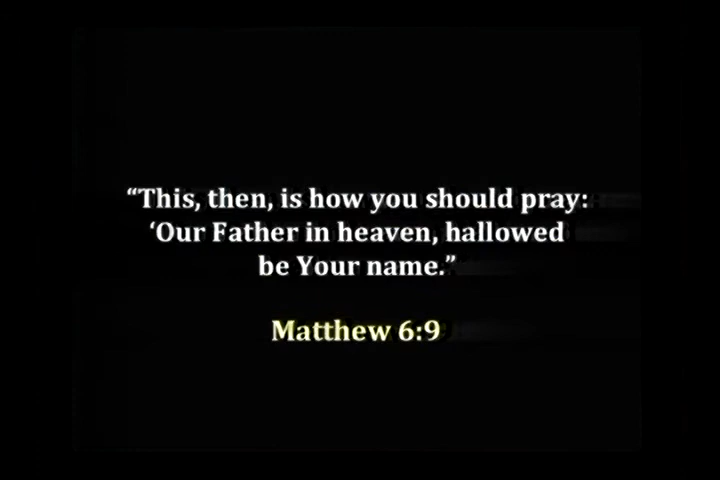 “This, then, is how you should pray:
‘Our Father in heaven, hallowed
be Your name.”
Matthew 6:9